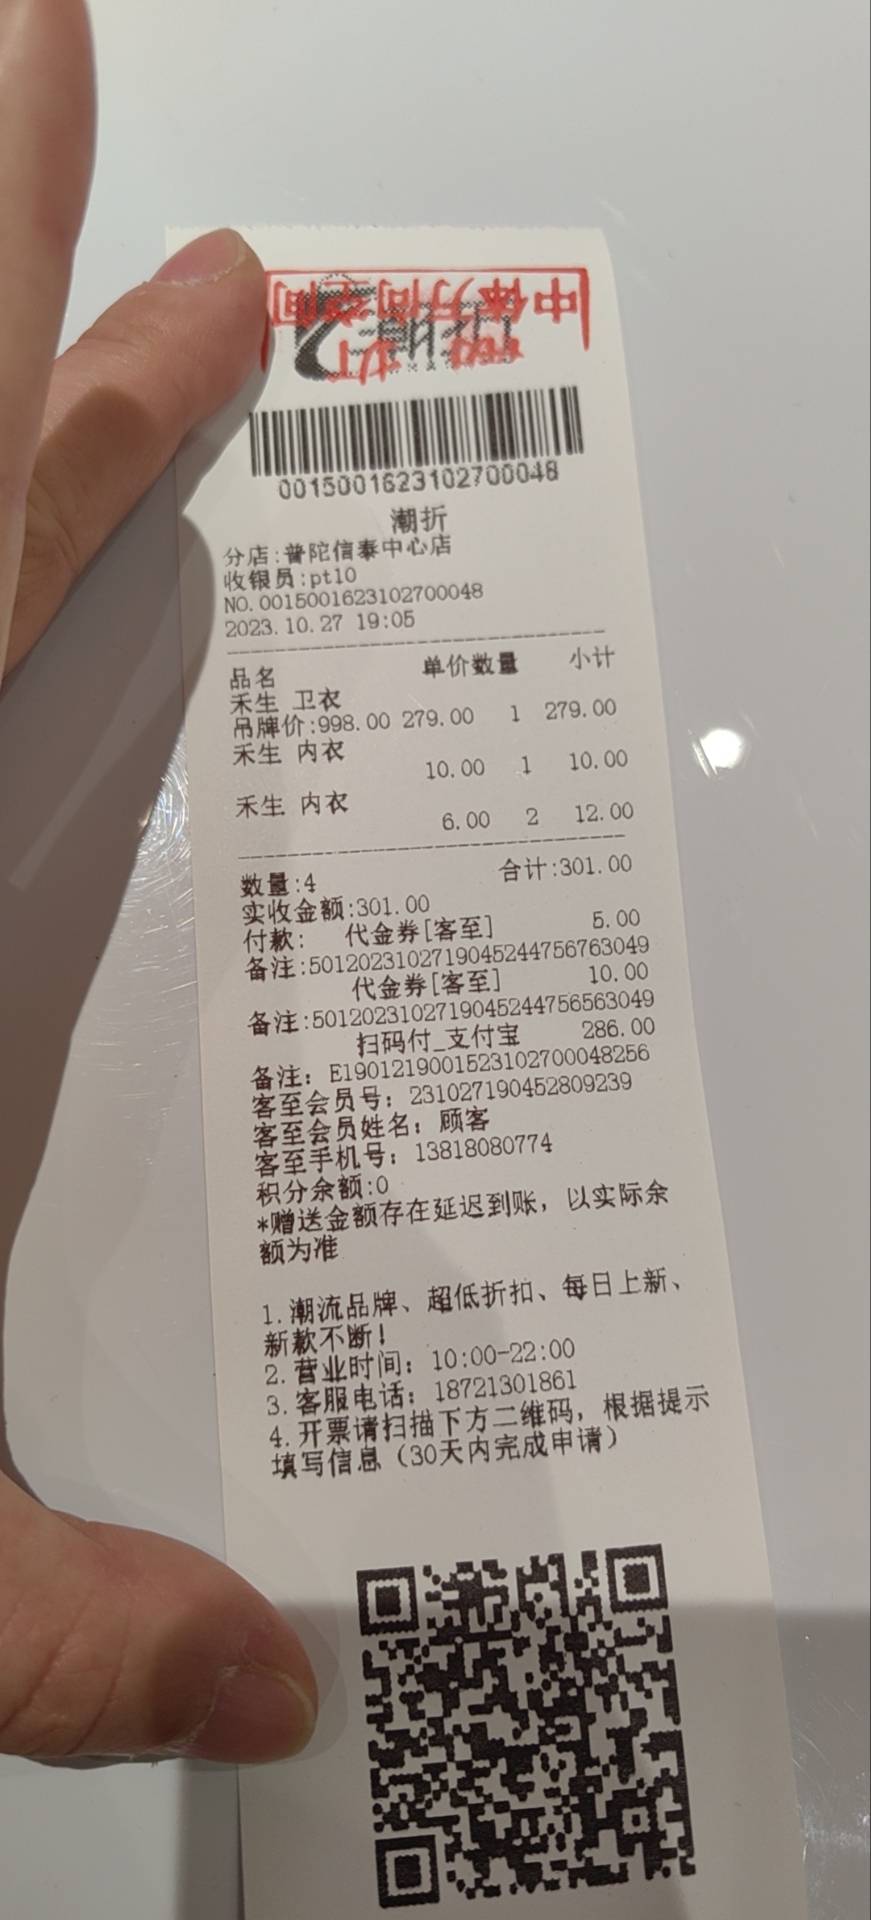 中体方尚空间
0015001623102700048
潮折
分店:普陀信泰中心店
收银员:pt10
NO.0015001623102700048
2023.10.27 19:05
品名 单价数量 小计
禾生 卫衣
吊牌价:998.00 279.00 1 279.00
禾生 内衣
10.00 1 10.00
禾生 内衣
6.00 2 12.00
数量:4 合计:301.00
实收金额:301.00
付款: 代金券[客至] 5.00
备注:50120231027190452447567630​49
代金券[客至] 10.00
备注:5012023102719045244756563049
扫码付_支付宝 286.00
备注: E1901219001523102700048256
客至会员号: 231027190452809239
客至会员姓名: 顾客
客至手机号: 13818080774
积分余额:0
*赠送金额存在延迟到账, 以实际余
额为准
1.潮流品牌、超低折扣、每日上新、
新款不断!
2.营业时间: 10:00-22:00
3.客服电话: 18721301861
4.开票请扫描下方二维码, 根据提示
填写信息 (30天内完成申请)